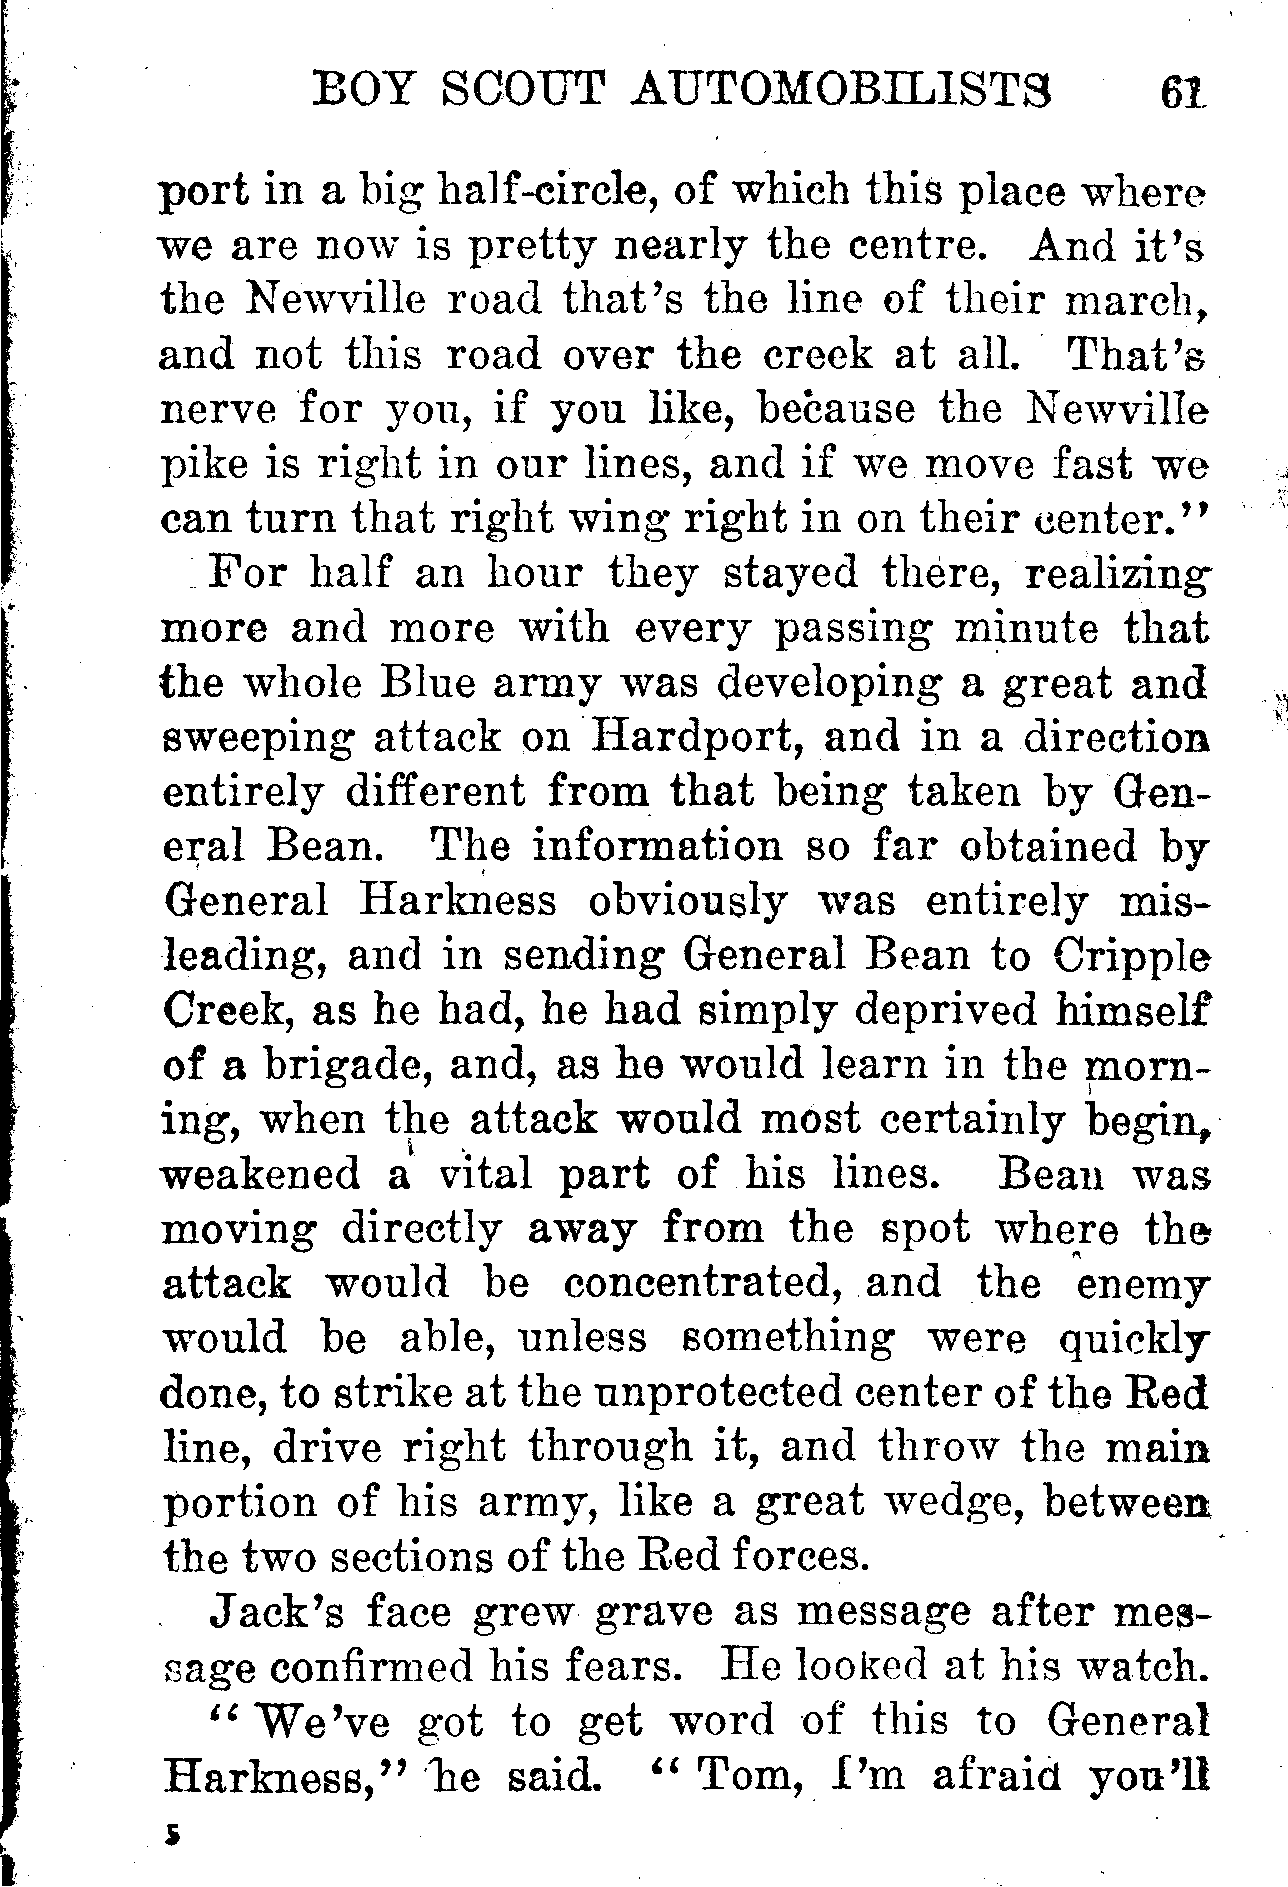 BOY SCOUT AUTOMOBILISTS 61
port in a big half-circle, of which this place where
we are now is pretty nearly the centre. And it's
the Newville road that's the line of their march,
and not this road over the creek at all. That's
nerve for you, if you like, because the Newville
pike is right in our lines, and if we move fast we
can turn that right wing right in on their center."
For half an hour they stayed there, realizing
more and more with every passing minute that
the whole Blue army was developing a great and
sweeping attack on Hardport, and in a direction
entirely different from that being taken by Gen-
eral Bean. The information so far obtained by
General Harkness obviously was entirely mis-
leading, and in sending General Bean to Cripple
Creek, as he had, he had simply deprived himself
of a brigade, and, as he would learn in the morn-
ing, when the attack would most certainly begin,
weakened a vital part of his lines. Bean was
moving directly away from the spot where the
attack would be concentrated, and the enemy
would be able, unless something were quickly
done, to strike at the unprotected center of the Red
line, drive right through it, and throw the main
portion of his army, like a great wedge, between
the two sections of the Red forces.
Jack's face grew grave as message after mes-
sage confirmed his fears. He looked at his watch.
"We've got to get word of this to General
Harkness," he said. "Tom, I'm afraid you'll
5